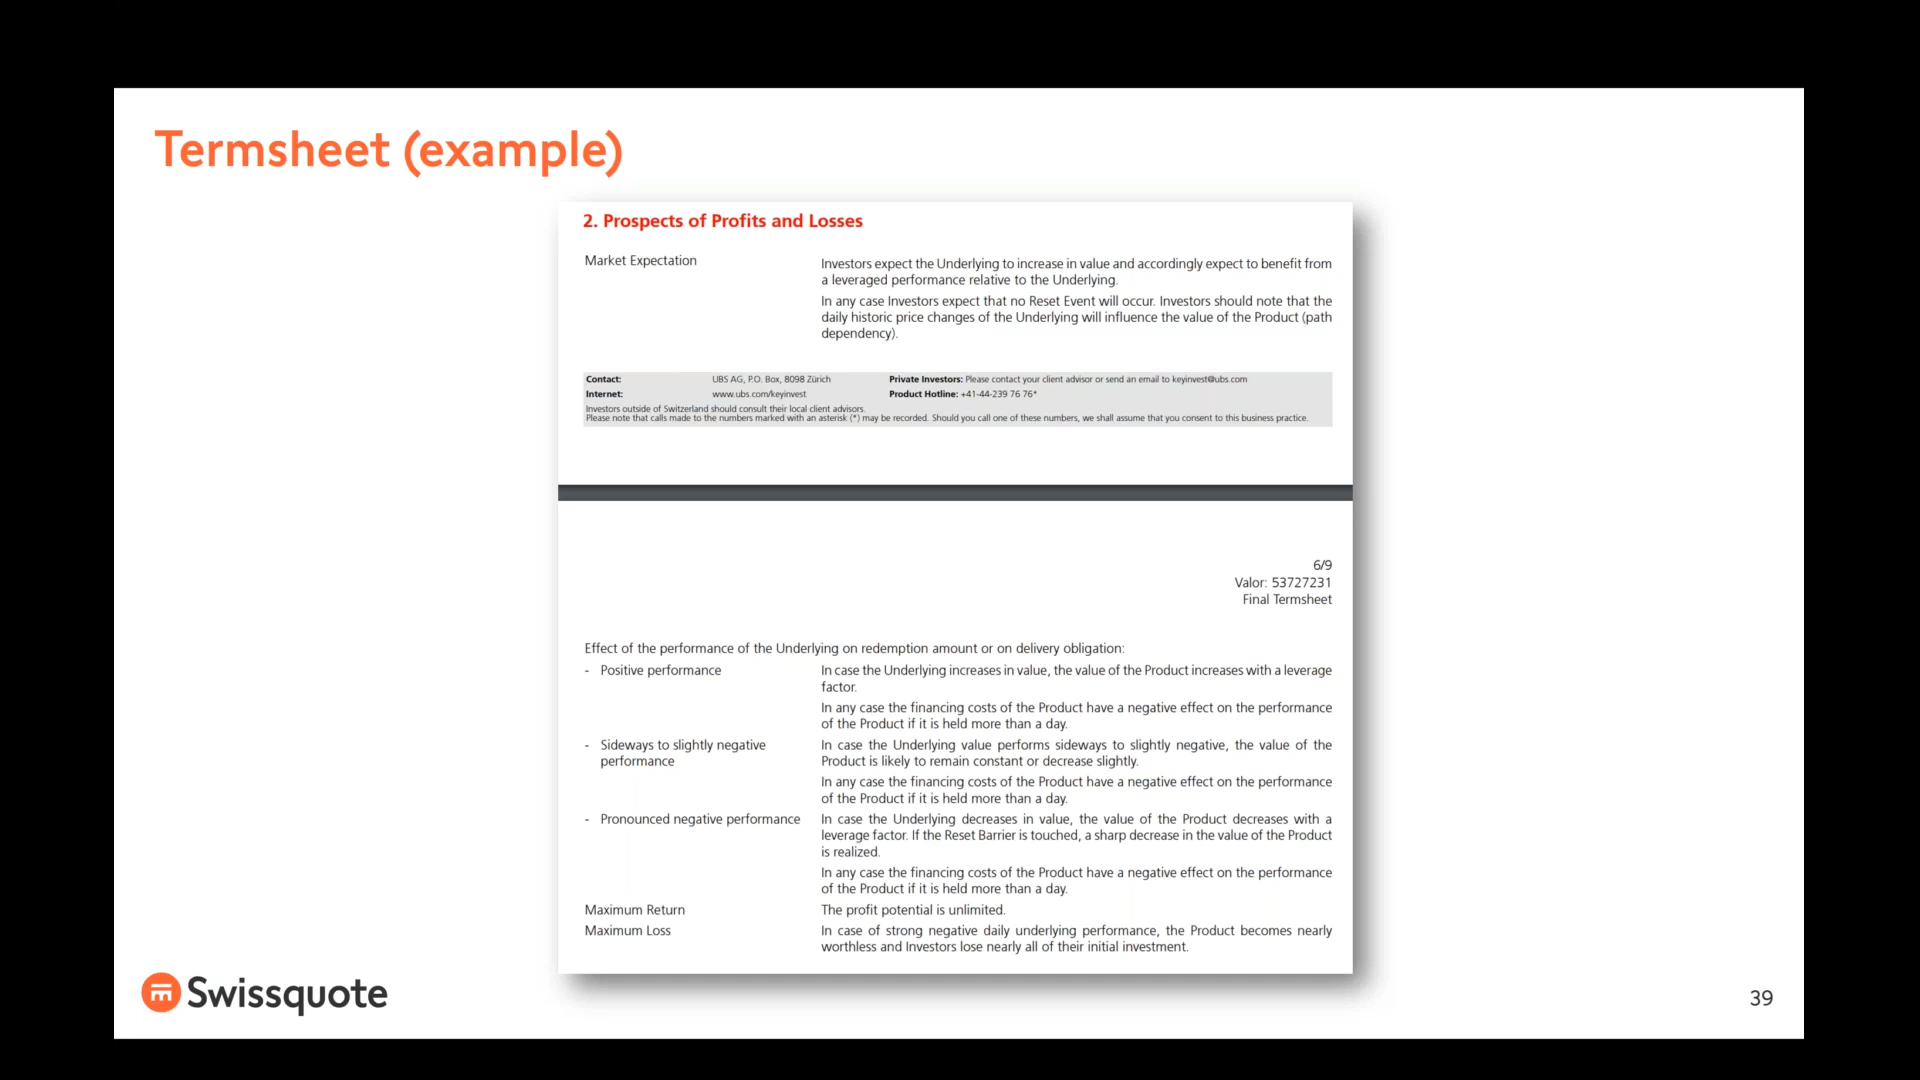 Termsheet (example)
2. Prospects of Profits and Losses
Market Expectation
Investors expect the Underlying to increase in value and accordingly expect to benefit from
a leveraged performance relative to the Underlying.
In any case Investors expect that no Reset Event will occur. Investors should note that the
daily historic price changes of the Underlying will influence the value of the Product (path
dependency).
Contact: UBS AG, P.O. Box, 8098 Zürich Private Investors: Please contact your client advisor or send an email to keyinvest@ubs.com
Internet: www.ubs.com/keyinvest Product Hotline: +41-44-239 76 76*
Investors outside of Switzerland should consult their local client advisors.
Please note that calls made to the numbers marked with an asterisk (*) may be recorded. Should you call one of these numbers, we shall assume that you consent to this business practice.
6/9
Valor: 53727231
Final Termsheet
Effect of the performance of the Underlying on redemption amount or on delivery obligation:
- Positive performance
In case the Underlying increases in value, the value of the Product increases with a leverage
factor.
In any case the financing costs of the Product have a negative effect on the performance
of the Product if it is held more than a day.
- Sideways to slightly negative
performance
In case the Underlying value performs sideways to slightly negative, the value of the
Product is likely to remain constant or decrease slightly.
In any case the financing costs of the Product have a negative effect on the performance
of the Product if it is held more than a day.
- Pronounced negative performance
In case the Underlying decreases in value, the value of the Product decreases with a
leverage factor. If the Reset Barrier is touched, a sharp decrease in the value of the Product
is realized.
In any case the financing costs of the Product have a negative effect on the performance
of the Product if it is held more than a day.
Maximum Return
The profit potential is unlimited.
Maximum Loss
In case of strong negative daily underlying performance, the Product becomes nearly
worthless and Investors lose nearly all of their initial investment.
Swissquote
39